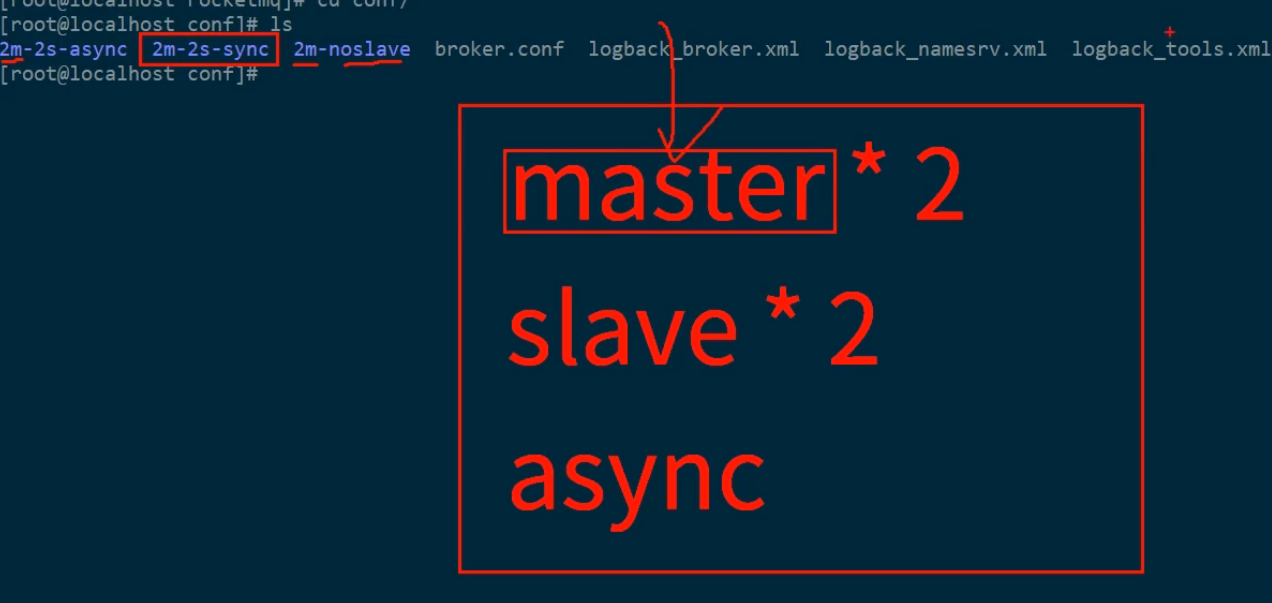 [root@localhost rocketmq]# cd conf/
[root@localhost conf]# ls
2m-2s-async 2m-2s-sync 2m-noslave broker.conf logback_broker.xml logback_namesrv.xml logback_tools.xml
[root@localhost conf]#
master * 2
slave * 2
async